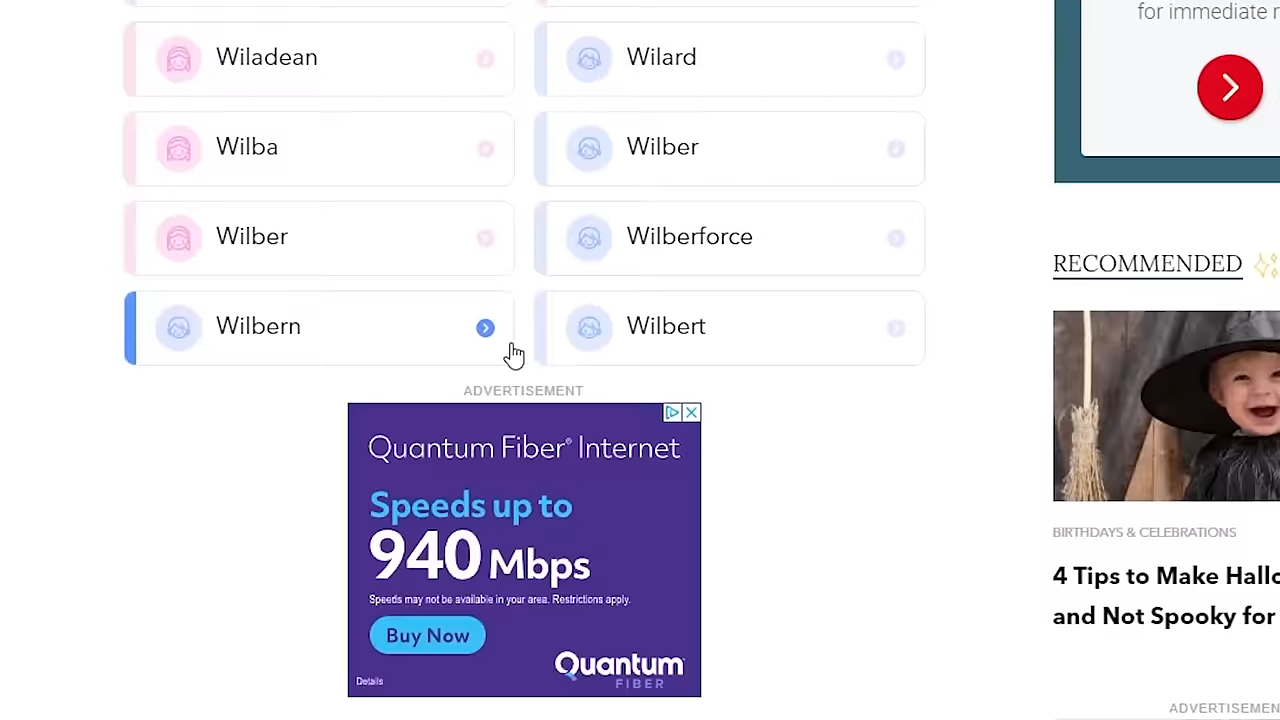 for immediate
Wiladean
Wilard
Wilba
Wilber
Wilber
Wilberforce
Wilbern
Wilbert
ADVERTISEMENT
Quantum Fiber® Internet
Speeds up to
940 Mbps
Speeds may not be available in your area. Restrictions apply.
Buy Now
Quantum
FIBER
Details
RECOMMENDED
BIRTHDAYS & CELEBRATIONS
4 Tips to Make Hallo
and Not Spooky for
ADVERTISEMEN